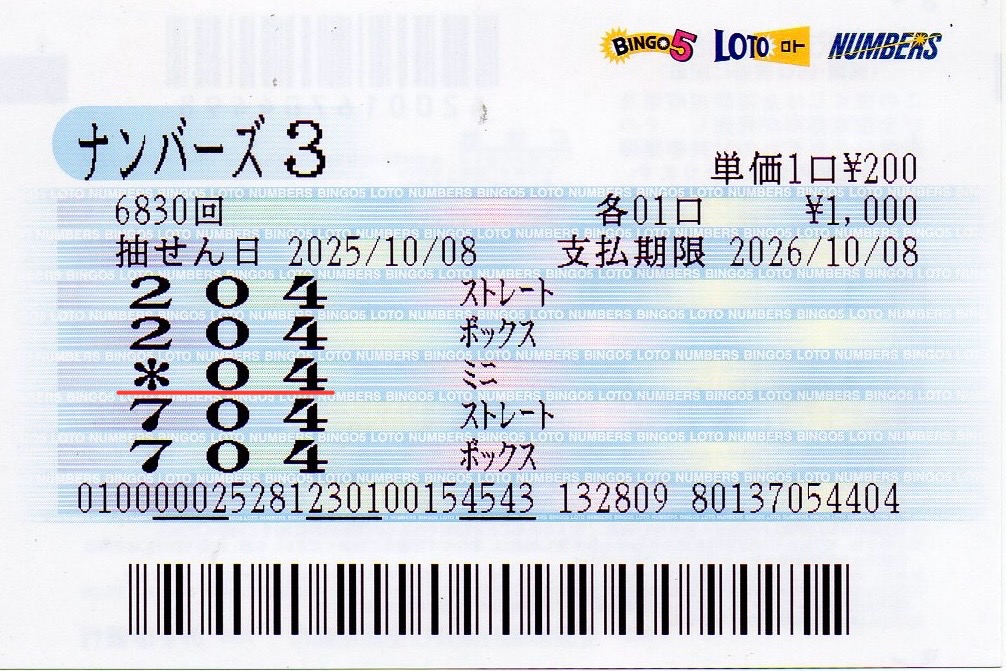 BINGO5 LOTO ロト NUMBERS
ナンバーズ3
単価1口¥200
6830回 各01口 ¥1,000
抽せん日 2025/10/08 支払期限 2026/10/08
204 ストレート
204 ボックス
*04 ミニ
704 ストレート
704 ボックス
010000025281230100154543 132809 80137054404